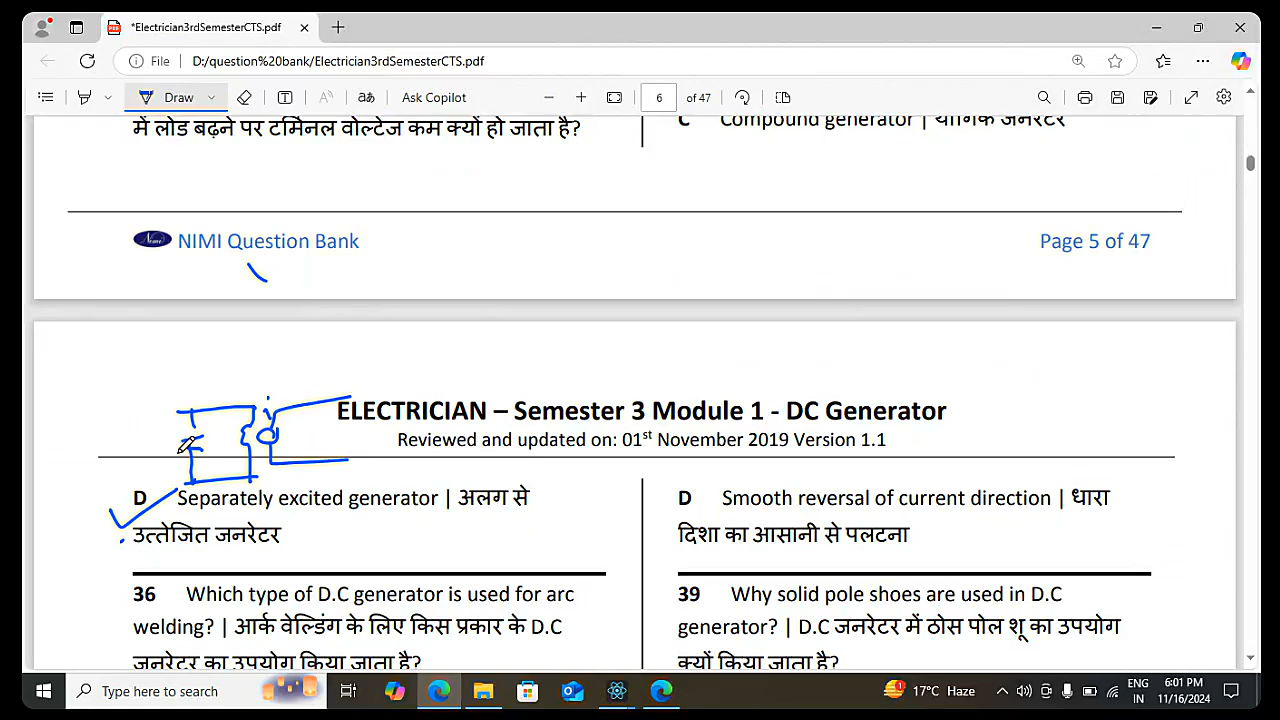 *Electrician3rdSemesterCTS.pdf
File
D:/question%20bank/Electrician3rdSemesterCTS.pdf
Draw
Ask Copilot
6 of 47
में लोड बढ़ने पर टर्मिनल वोल्टेज कम क्यों हो जाता है?
C Compound generator | यौगिक जनरेटर
NIMI Question Bank
Page 5 of 47
ELECTRICIAN – Semester 3 Module 1 - DC Generator
Reviewed and updated on: 01st November 2019 Version 1.1
D Separately excited generator | अलग से
उत्तेजित जनरेटर
36 Which type of D.C generator is used for arc
welding? | आर्क वेल्डिंग के लिए किस प्रकार के D.C
जनरेटर का उपयोग किया जाता है?
D Smooth reversal of current direction | धारा
दिशा का आसानी से पलटना
39 Why solid pole shoes are used in D.C
generator? | D.C जनरेटर में ठोस पोल शू का उपयोग
क्यों किया जाता है?
Type here to search
17°C Haze
ENG
IN
6:01 PM
11/16/2024